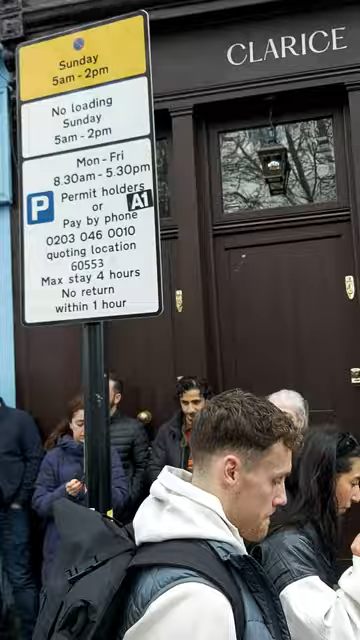 Sunday
5am - 2pm
No loading
Sunday
5am - 2pm
Mon - Fri
8.30am - 5.30pm
P
Permit holders
A1
or
Pay by phone
0203 046 0010
quoting location
60553
Max stay 4 hours
No return
within 1 hour
CLARICE